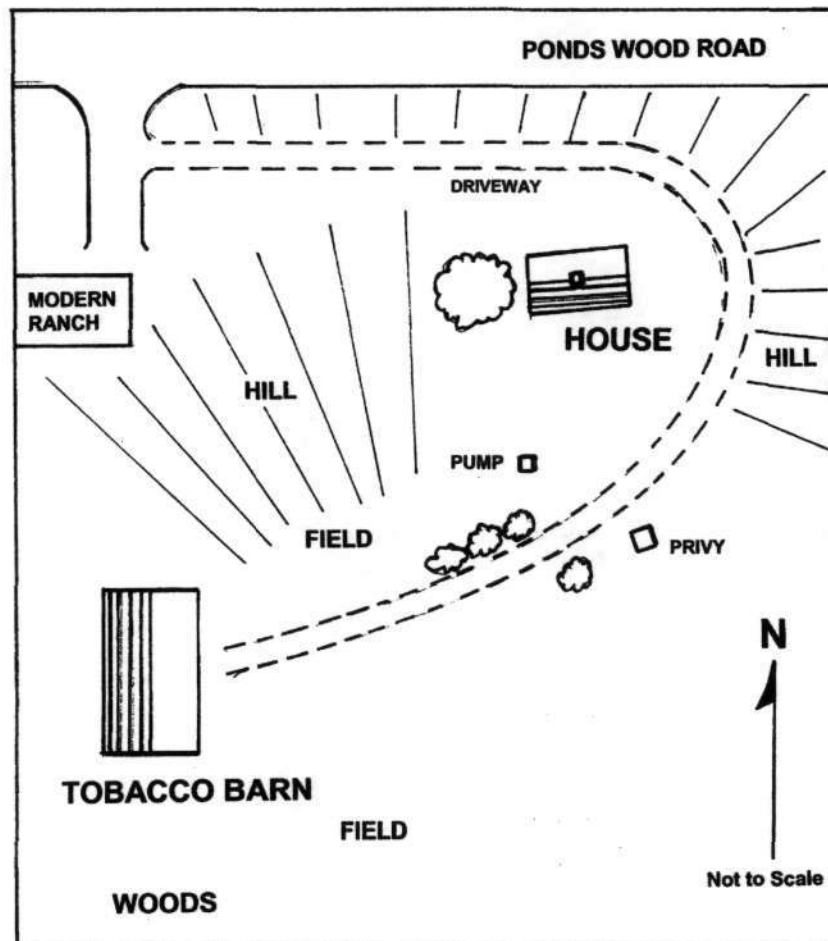 PONDS WOOD ROAD
DRIVEWAY
MODERN
RANCH
HOUSE
HILL
HILL
PUMP
FIELD
PRIVY
N
TOBACCO BARN
FIELD
Not to Scale
WOODS